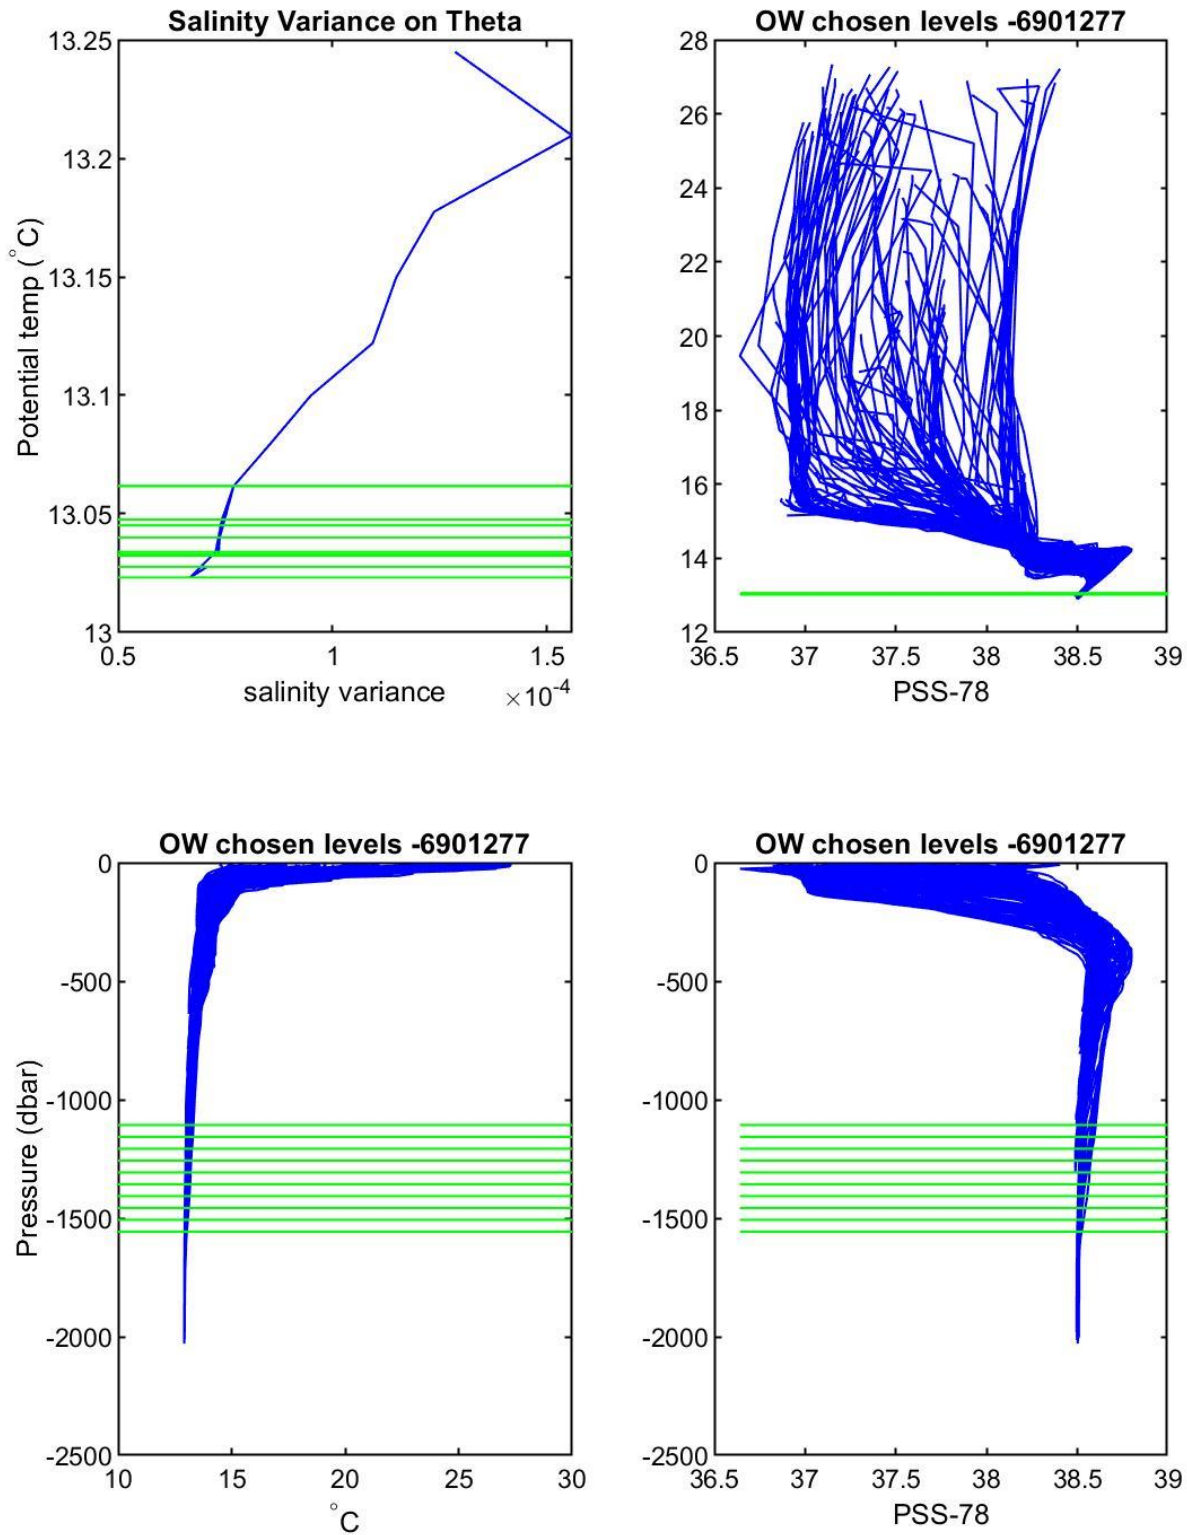 Salinity Variance on Theta
13.25
13.2
13.15
13.1
13.05
13
Potential temp (°C)
0.5 1 1.5
salinity variance ×10-4
OW chosen levels -6901277
28
26
24
22
20
18
16
14
12
36.5 37 37.5 38 38.5 39
PSS-78
OW chosen levels -6901277
0
-500
-1000
-1500
-2000
-2500
Pressure (dbar)
10 15 20 25 30
°C
OW chosen levels -6901277
0
-500
-1000
-1500
-2000
-2500
36.5 37 37.5 38 38.5 39
PSS-78